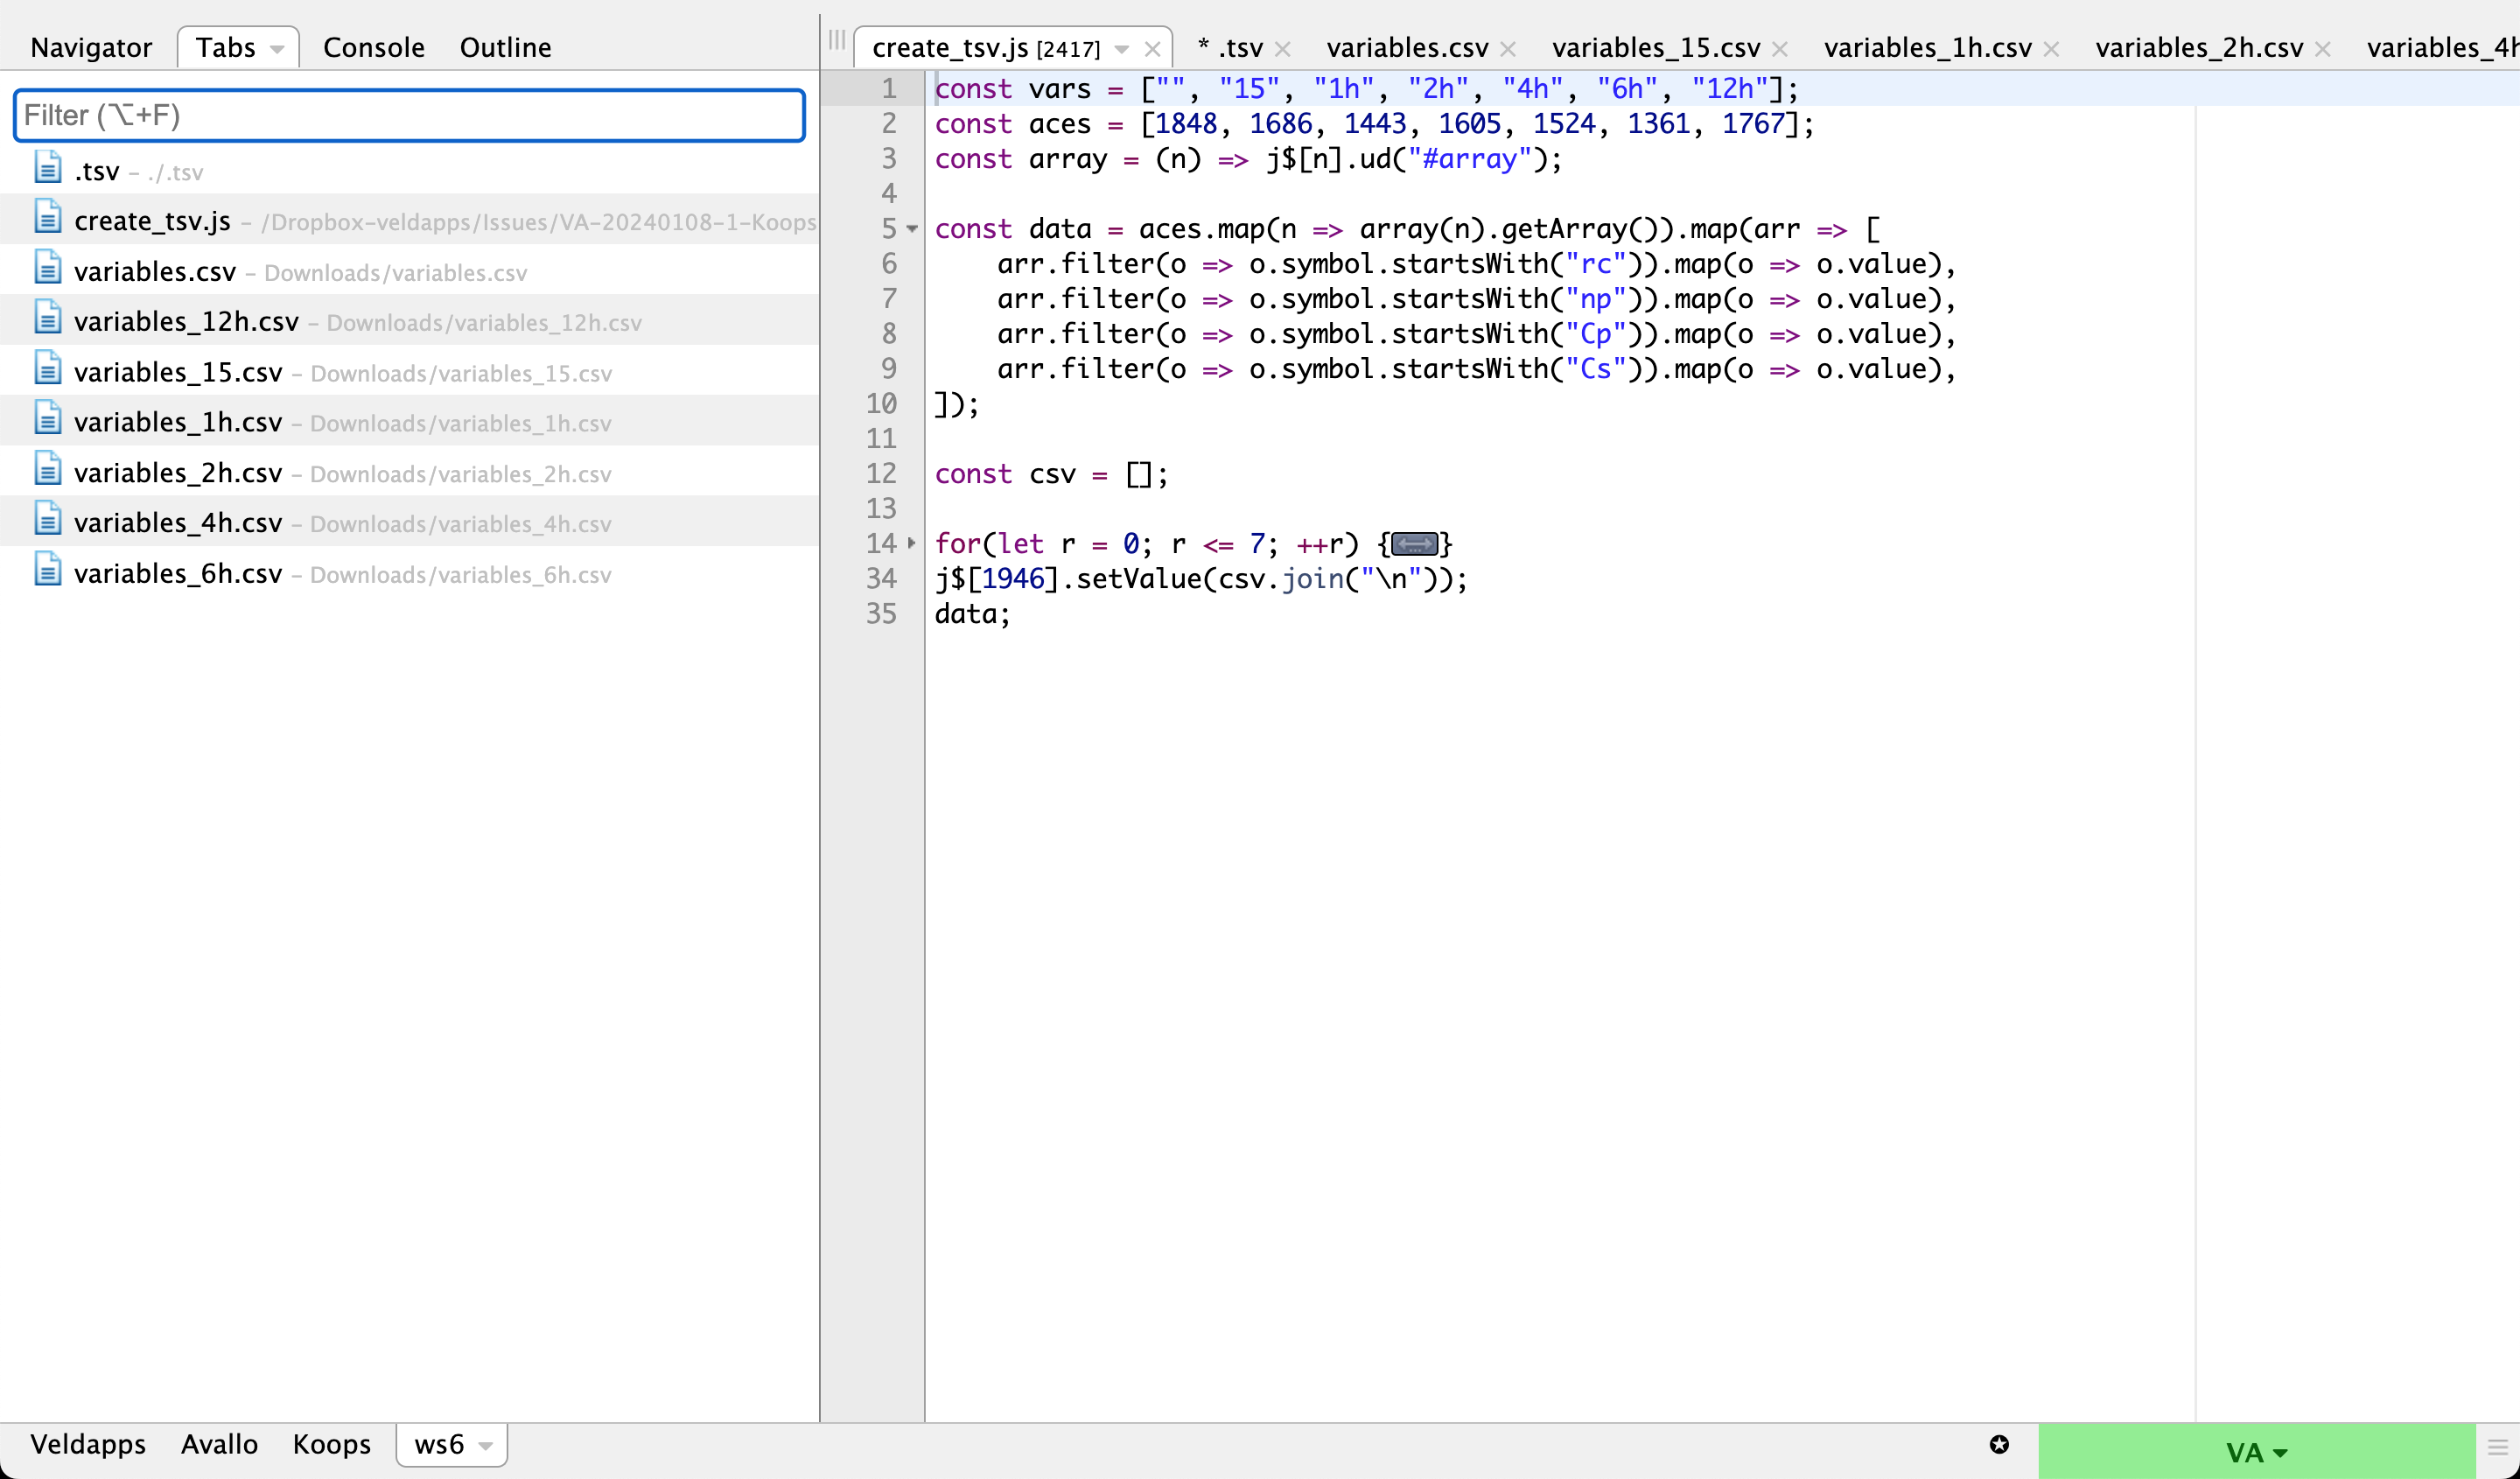 Navigator Tabs Console Outline
Filter (⌥+F)
.tsv – ./.tsv
create_tsv.js – /Dropbox-veldapps/Issues/VA-20240108-1-Koops
variables.csv – Downloads/variables.csv
variables_12h.csv – Downloads/variables_12h.csv
variables_15.csv – Downloads/variables_15.csv
variables_1h.csv – Downloads/variables_1h.csv
variables_2h.csv – Downloads/variables_2h.csv
variables_4h.csv – Downloads/variables_4h.csv
variables_6h.csv – Downloads/variables_6h.csv
create_tsv.js [2417] * .tsv variables.csv variables_15.csv variables_1h.csv variables_2h.csv variables_4h
1 const vars = ["", "15", "1h", "2h", "4h", "6h", "12h"];
2 const aces = [1848, 1686, 1443, 1605, 1524, 1361, 1767];
3 const array = (n) => j$[n].ud("#array");
4
5 const data = aces.map(n => array(n).getArray()).map(arr => [
6     arr.filter(o => o.symbol.startsWith("rc")).map(o => o.value),
7     arr.filter(o => o.symbol.startsWith("np")).map(o => o.value),
8     arr.filter(o => o.symbol.startsWith("Cp")).map(o => o.value),
9     arr.filter(o => o.symbol.startsWith("Cs")).map(o => o.value),
10 ]);
11
12 const csv = [];
13
14 for(let r = 0; r <= 7; ++r) {<...>}
34 j$[1946].setValue(csv.join("\n"));
35 data;
Veldapps Avallo Koops ws6
VA